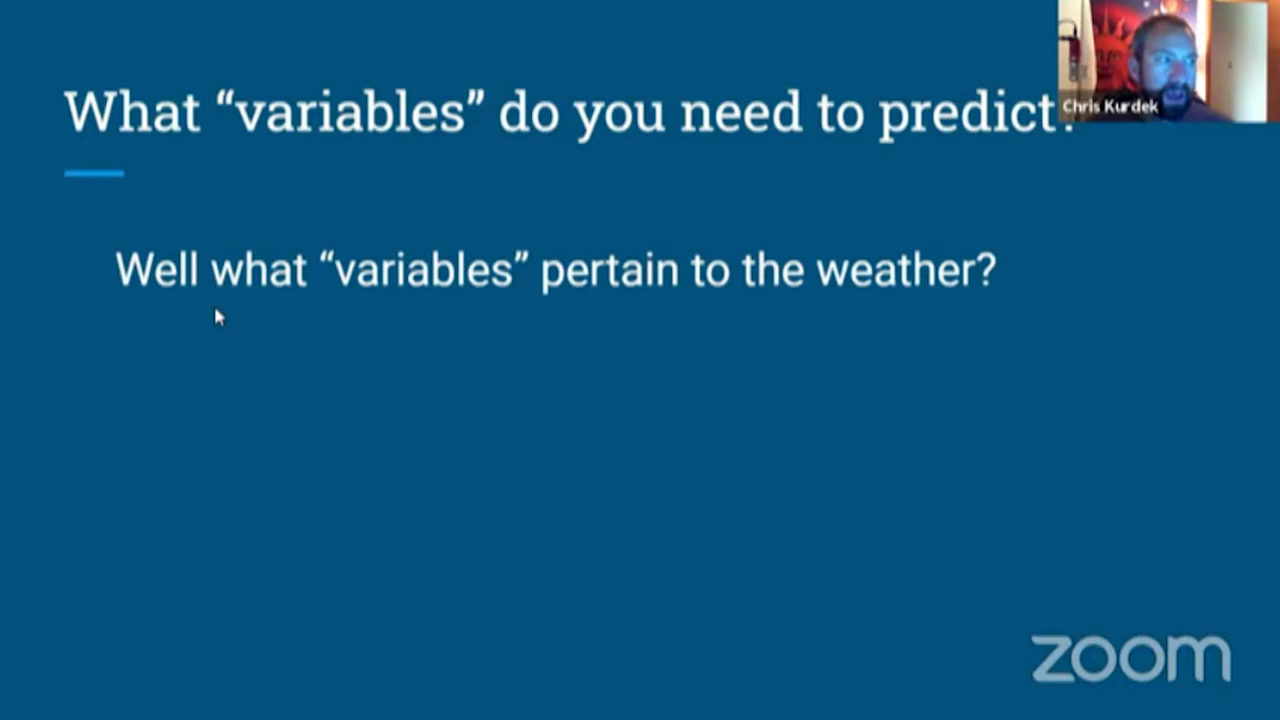 What “variables” do you need to predict?
Chris Kurdek
Well what “variables” pertain to the weather?
zoom